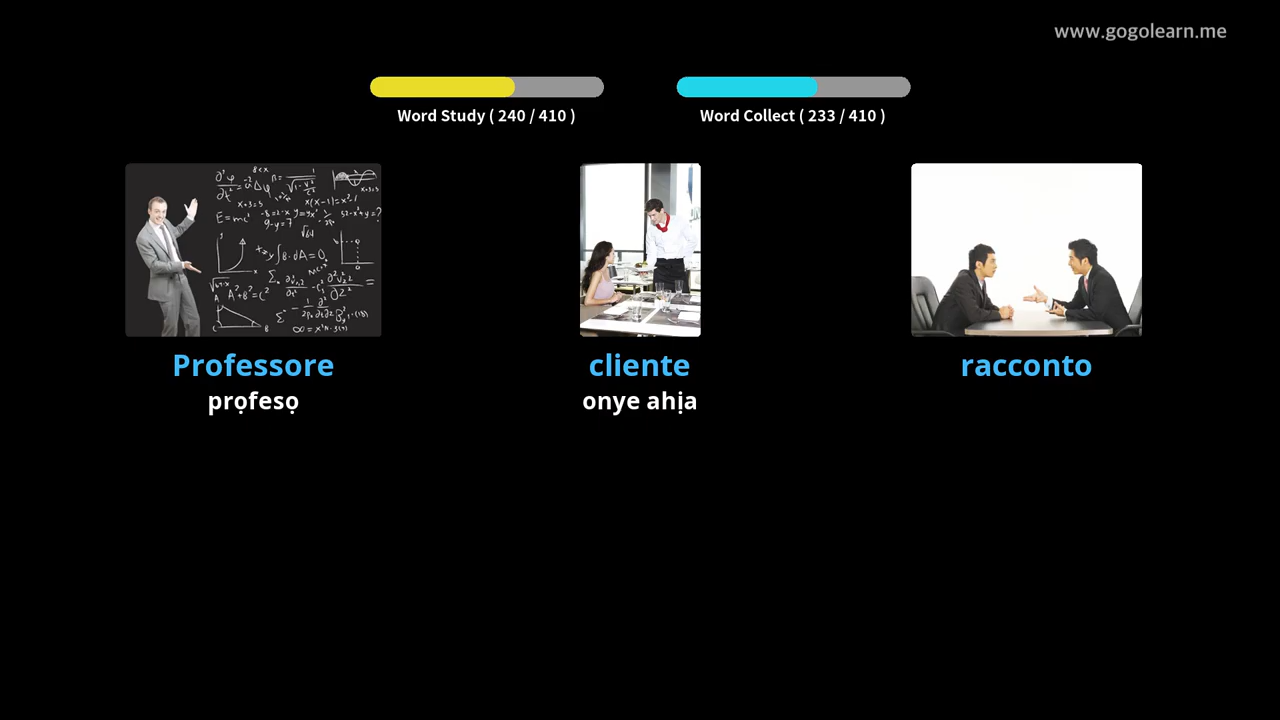 www.gogolearn.me
Word Study ( 240 / 410 )
Word Collect ( 233 / 410 )
Professore
cliente
racconto
prọfesọ
onye ahịa